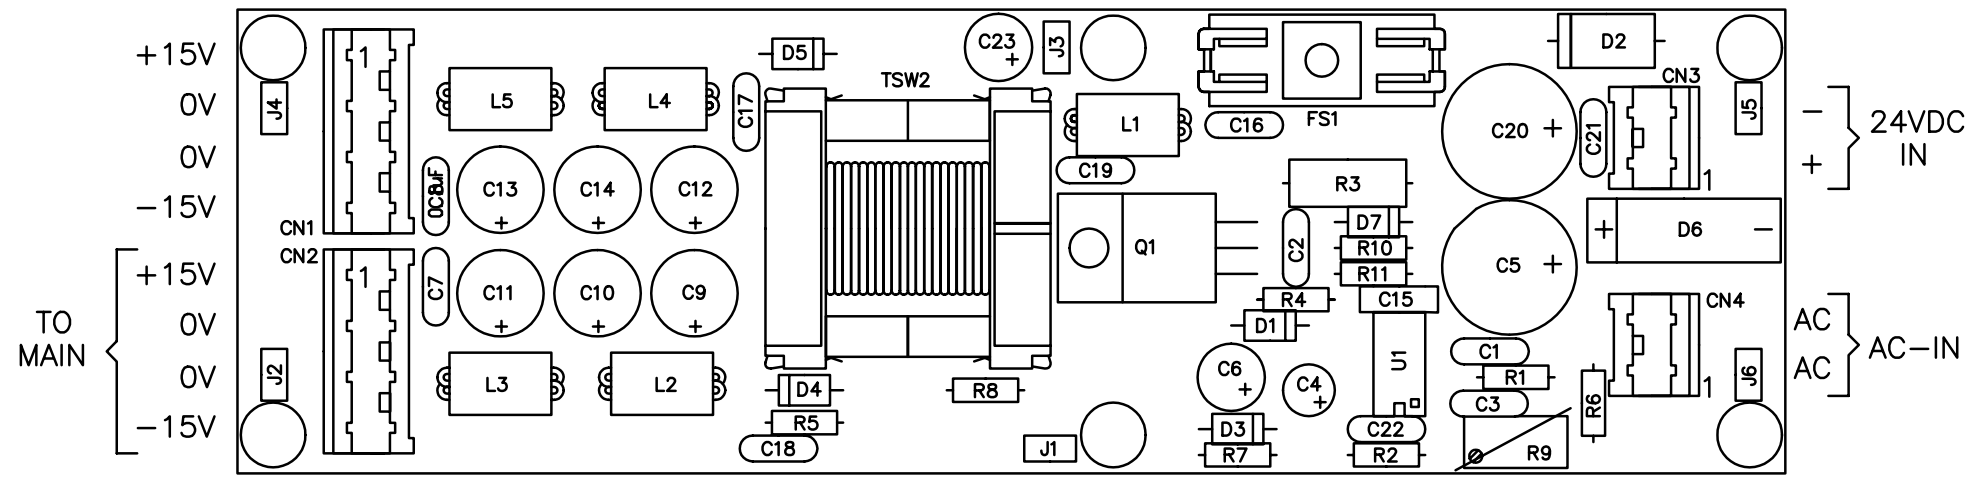 +15V
0V
0V
-15V
TO
MAIN
+15V
0V
0V
-15V
J4
J2
1
CN1
CN2
1
L5
L4
C17
D5
TSW2
C23
+
J3
FS1
D2
CN3
J5
-
+
24VDC
IN
C13
+
C14
+
C12
+
L1
C16
C19
C20
+
C21
1
R3
C7
C11
+
C10
+
C9
+
Q1
C2
D7
R10
R11
C5
+
+
D6
-
R4
D1
C15
CN4
AC
AC
AC-IN
1
L3
L2
D4
R5
C18
R8
J1
C6
+
C4
+
D3
R7
U1
C22
R2
C1
R1
C3
R9
R6
J6